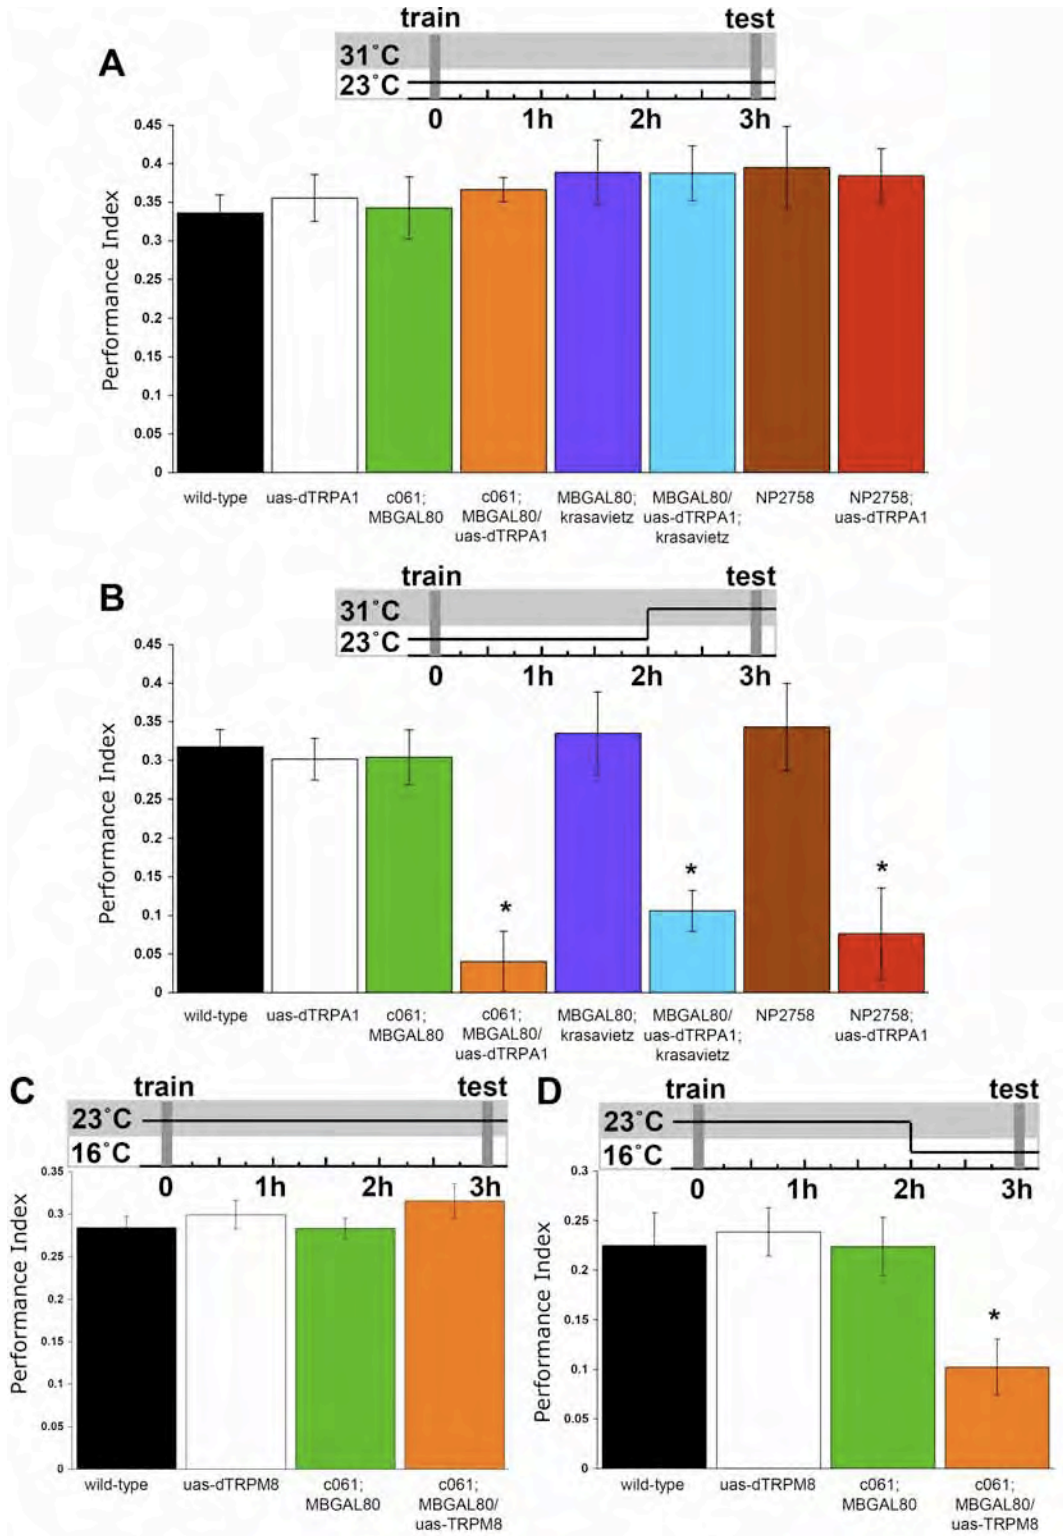 train test
A
31˚C
23˚C
0 1h 2h 3h
Performance Index
0.45
0.4
0.35
0.3
0.25
0.2
0.15
0.1
0.05
0
wild-type uas-dTRPA1 c061; c061; MBGAL80; MBGAL80/ NP2758 NP2758;
MBGAL80 MBGAL80/ krasavietz uas-dTRPA1; uas-dTRPA1
uas-dTRPA1 krasavietz
train test
B
31˚C
23˚C
0 1h 2h 3h
Performance Index
0.45
0.4
0.35
0.3
0.25
0.2
0.15
0.1
0.05
0
* * *
wild-type uas-dTRPA1 c061; c061; MBGAL80; MBGAL80/ NP2758 NP2758;
MBGAL80 MBGAL80/ krasavietz uas-dTRPA1; uas-dTRPA1
uas-dTRPA1 krasavietz
C
train test
23˚C
16˚C
0 1h 2h 3h
Performance Index
0.35
0.3
0.25
0.2
0.15
0.1
0.05
0
wild-type uas-dTRPM8 c061; c061;
MBGAL80 MBGAL80/
uas-TRPM8
D
train test
23˚C
16˚C
0 1h 2h 3h
Performance Index
0.3
0.25
0.2
0.15
0.1
0.05
0
*
wild-type uas-dTRPM8 c061; c061;
MBGAL80 MBGAL80/
uas-TRPM8